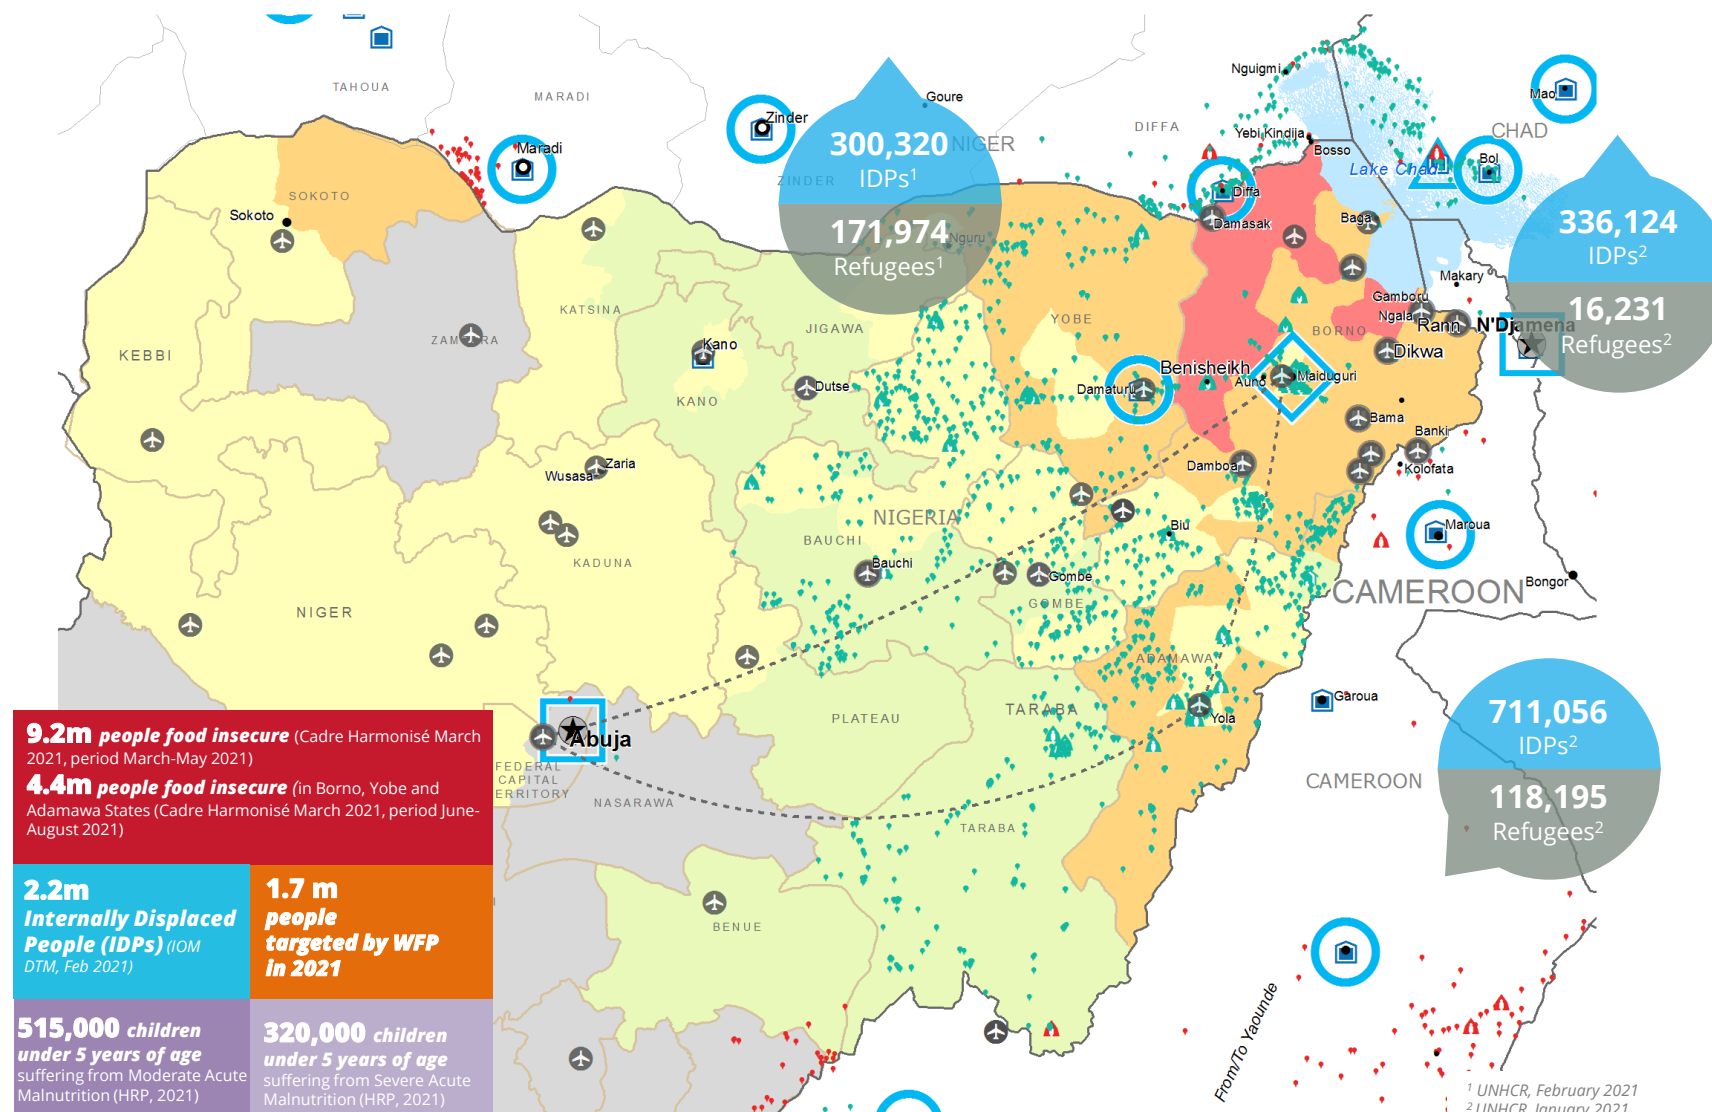 TAHOUA
MARADI
Goure
Nguigmi
Mao
Zinder
DIFFA
Yebi Kindija
CHAD
Maradi
300,320
IDPs¹
NIGER
Bosso
Lake Chad
Bol
ZINDER
SOKOTO
Diffa
Sokoto
171,974
Refugees¹
Nguru
Damasak
Baga
336,124
IDPs²
Makary
KATSINA
Gamboru
Ngala
16,231
Refugees²
JIGAWA
YOBE
BORNO
Rann
N'Djamena
ZAMFARA
KEBBI
Kano
Dikwa
Benisheikh
Auno
Maiduguri
Dutse
Damaturu
KANO
Bama
Banki
Zaria
Wusasa
Damboa
Kolofata
NIGERIA
Biu
Maroua
BAUCHI
KADUNA
Bauchi
Gombe
Bongor
CAMEROON
GOMBE
NIGER
ADAMAWA
Garoua
PLATEAU
TARABA
Yola
711,056
IDPs²
Abuja
9.2m people food insecure (Cadre Harmonisé March
2021, period March-May 2021)
4.4m people food insecure (in Borno, Yobe and
Adamawa States (Cadre Harmonisé March 2021, period June-
August 2021)
FEDERAL
CAPITAL
ERRITORY
NASARAWA
CAMEROON
118,195
Refugees²
TARABA
2.2m
Internally Displaced
People (IDPs) (IOM
DTM, Feb 2021)
1.7 m
people
targeted by WFP
in 2021
BENUE
515,000 children
under 5 years of age
suffering from Moderate Acute
Malnutrition (HRP, 2021)
320,000 children
under 5 years of age
suffering from Severe Acute
Malnutrition (HRP, 2021)
From/To Yaounde
¹ UNHCR, February 2021
² UNHCR, January 2021